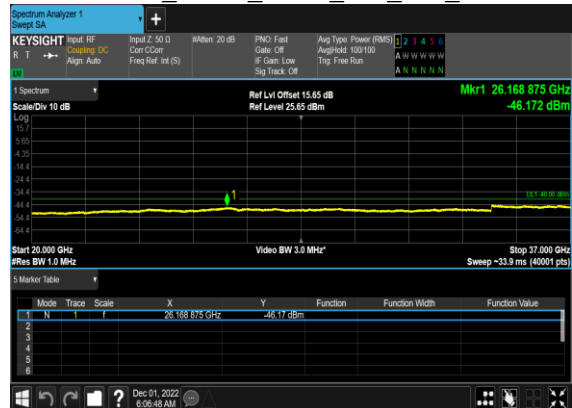 Spectrum Analyzer 1
Swept SA
+
KEYSIGHT Input: RF Input Z: 50 Ω #Atten: 20 dB PNO: Fast Avg Type: Power (RMS) 1 2 3 4 5 6
R T Coupling: DC Corr CCorr Gate: Off Avg|Hold: 100/100 A W W W W W
Align: Auto Freq Ref: Int (S) IF Gain: Low Trig: Free Run
Sig Track: Off A N N N N N
1 Spectrum Ref Lvl Offset 15.65 dB Mkr1 26.168 875 GHz
Scale/Div 10 dB Ref Level 25.65 dBm -46.172 dBm
Log
15.7
5.65
-4.35
-14.4
-24.4
-34.4
1
DL1 -40.00 dBm
-44.4
-54.4
-64.4
Start 20.000 GHz Video BW 3.0 MHz* Stop 37.000 GHz
#Res BW 1.0 MHz Sweep ~33.9 ms (40001 pts)
5 Marker Table
Mode Trace Scale X Y Function Function Width Function Value
1 N 1 f 26.168 875 GHz -46.17 dBm
2
3
4
5
6
? Dec 01, 2022
6:06:48 AM